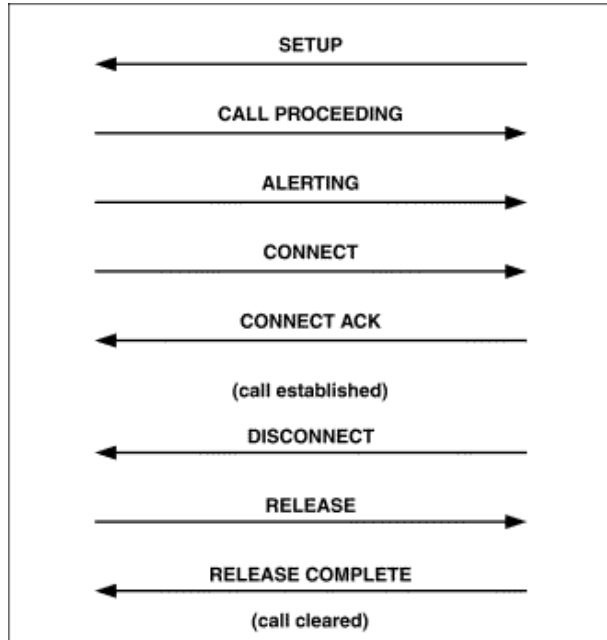 SETUP
CALL PROCEEDING
ALERTING
CONNECT
CONNECT ACK
(call established)
DISCONNECT
RELEASE
RELEASE COMPLETE
(call cleared)